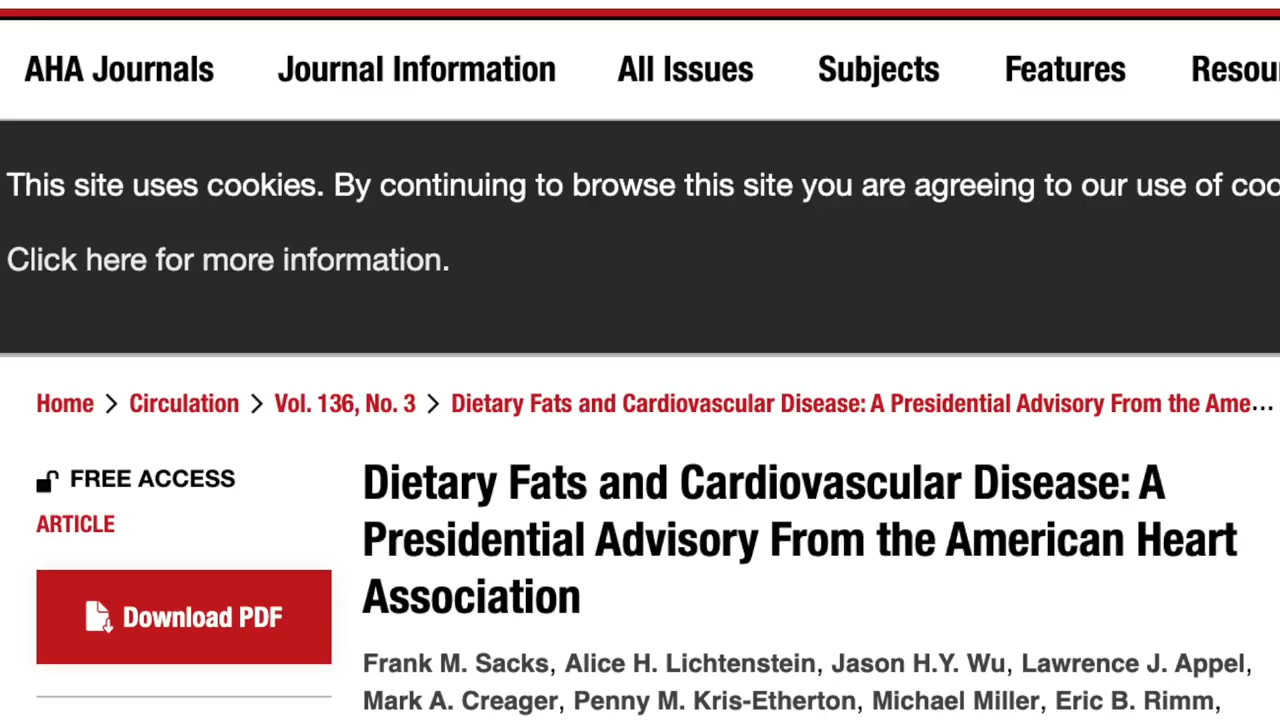 AHA Journals Journal Information All Issues Subjects Features Resou
This site uses cookies. By continuing to browse this site you are agreeing to our use of coo
Click here for more information.
Home > Circulation > Vol. 136, No. 3 > Dietary Fats and Cardiovascular Disease: A Presidential Advisory From the Ame...
FREE ACCESS
ARTICLE
Download PDF
Dietary Fats and Cardiovascular Disease: A
Presidential Advisory From the American Heart
Association
Frank M. Sacks, Alice H. Lichtenstein, Jason H.Y. Wu, Lawrence J. Appel,
Mark A. Creager, Penny M. Kris-Etherton, Michael Miller, Eric B. Rimm,